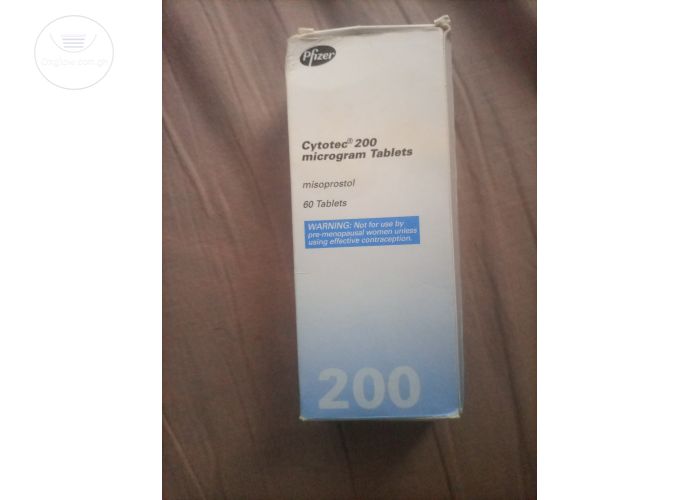 Pfizer
Cytotec® 200
microgram Tablets
misoprostol
60 Tablets
WARNING: Not for use by
pre-menopausal women unless
using effective contraception.
200